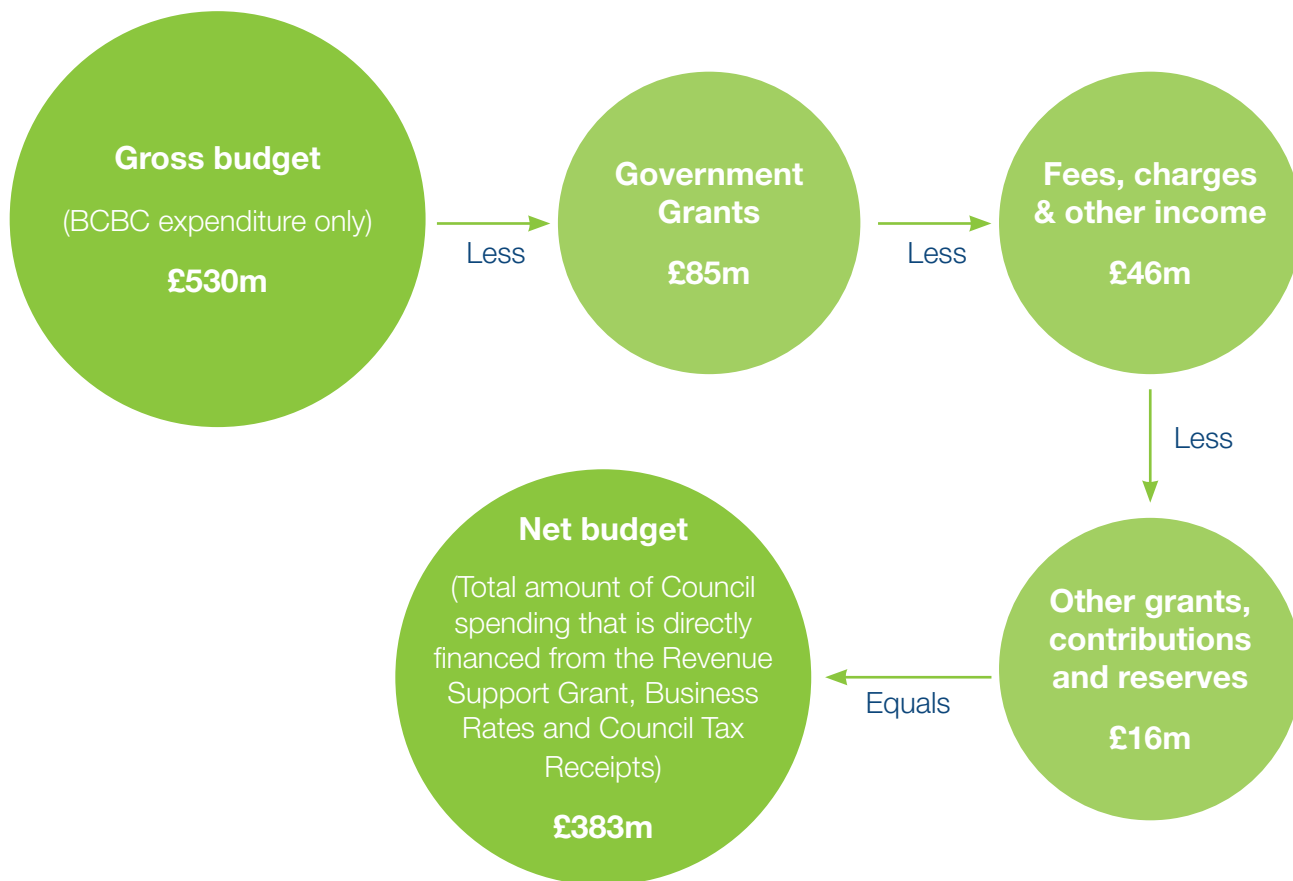 Gross budget
(BCBC expenditure only)
£530m
Less
Government
Grants
£85m
Less
Fees, charges
& other income
£46m
Less
Other grants,
contributions
and reserves
£16m
Equals
Net budget
(Total amount of Council
spending that is directly
financed from the Revenue
Support Grant, Business
Rates and Council Tax
Receipts)
£383m